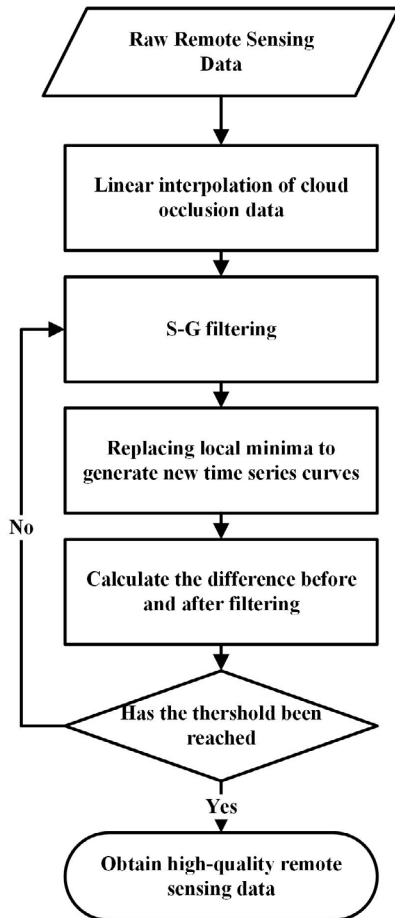 Raw Remote Sensing
Data
Linear interpolation of cloud
occlusion data
S-G filtering
Replacing local minima to
generate new time series curves
No
Calculate the difference before
and after filtering
Has the thershold been
reached
Yes
Obtain high-quality remote
sensing data